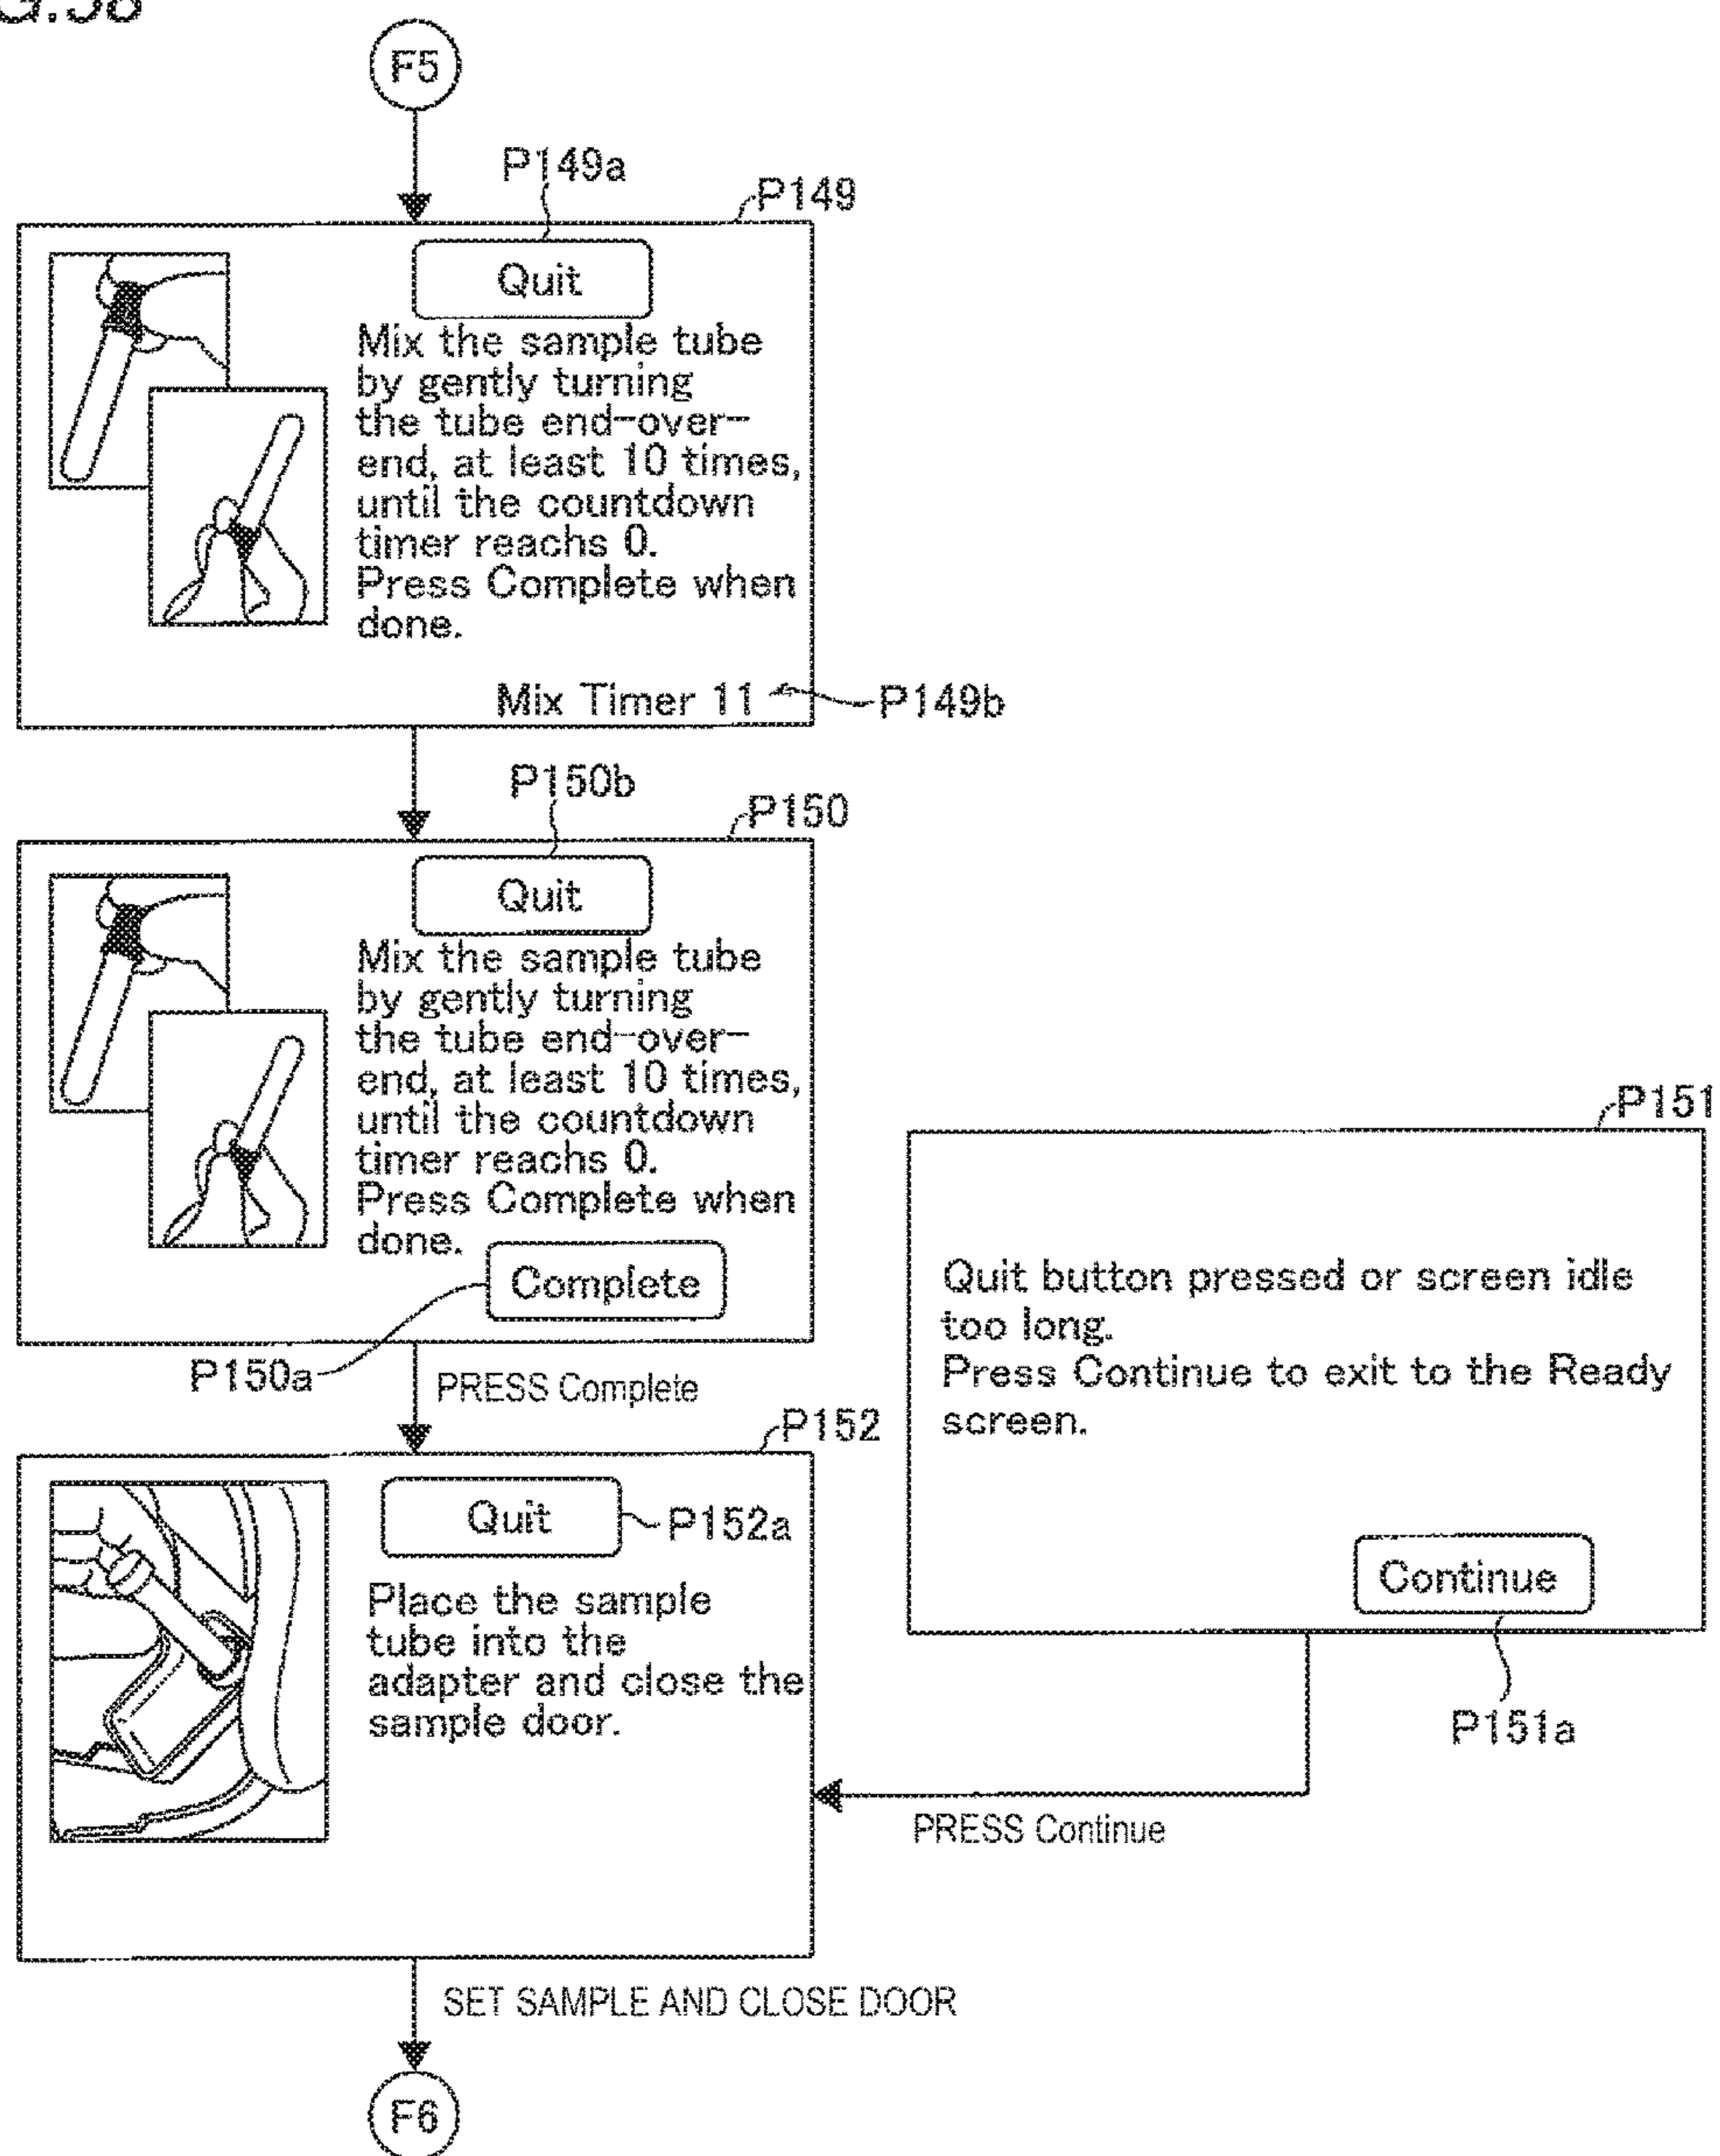 G.58
F5
P149a
P149
Quit
Mix the sample tube
by gently turning
the tube end-over-
end, at least 10 times,
until the countdown
timer reachs 0.
Press Complete when
done.
Mix Timer 11
P149b
P150b
P150
Quit
Mix the sample tube
by gently turning
the tube end-over-
end, at least 10 times,
until the countdown
timer reachs 0.
Press Complete when
done.
Complete
P150a
PRESS Complete
P151
Quit button pressed or screen idle
too long.
Press Continue to exit to the Ready
screen.
Continue
P151a
PRESS Continue
P152
Quit
P152a
Place the sample
tube into the
adapter and close the
sample door.
SET SAMPLE AND CLOSE DOOR
F6